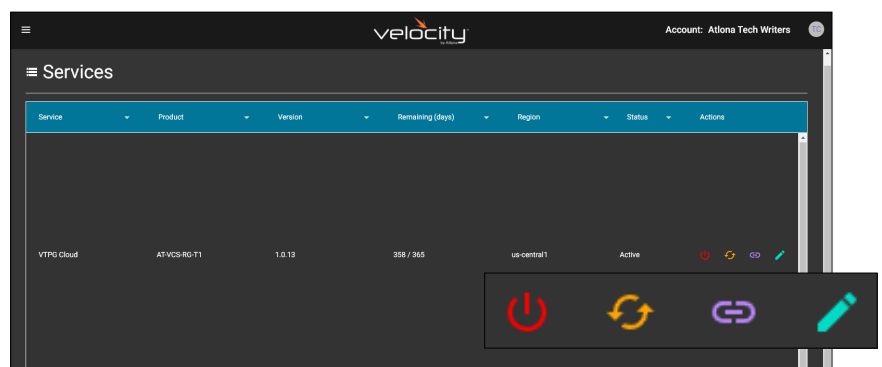 velocity
by Atlona
Account: Atlona Tech Writers
TC
Services
Service Product Version Remaining (days) Region Status Actions
VTPG Cloud AT-VCS-RG-T1 1.0.13 358 / 365 us-central1 Active